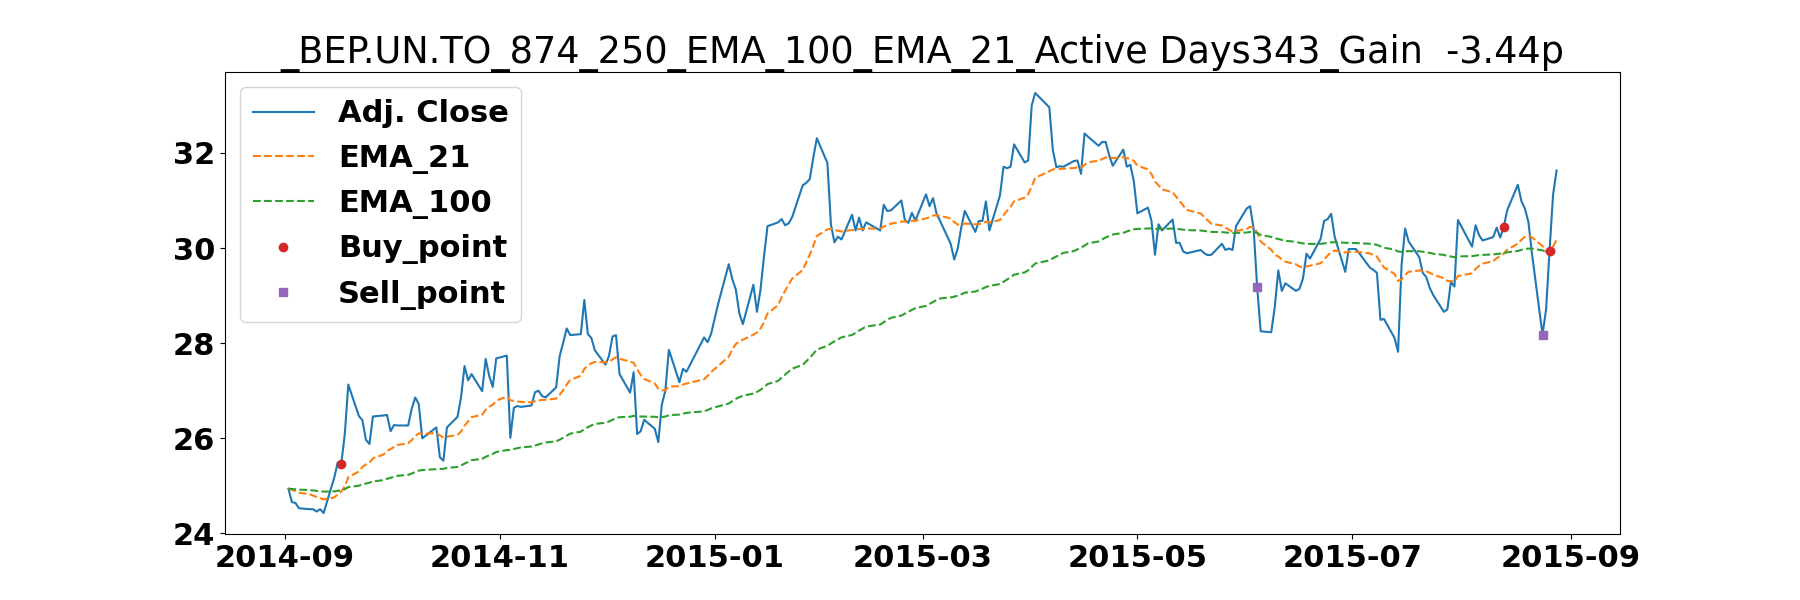 _BEP.UN.TO_874_250_EMA_100_EMA_21_Active Days343_Gain  -3.44p
Adj. Close
EMA_21
EMA_100
Buy_point
Sell_point
32
30
28
26
24
2014-09 2014-11 2015-01 2015-03 2015-05 2015-07 2015-09